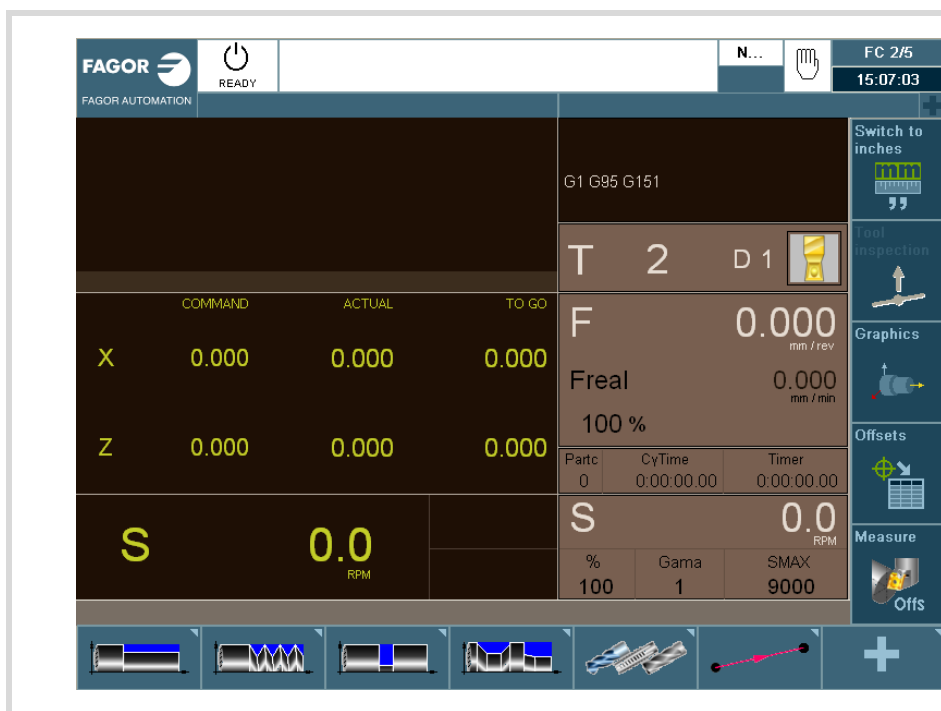 FAGOR
READY
N...
FC 2/5
15:07:03
FAGOR AUTOMATION
Switch to
inches
mm
G1 G95 G151
T 2 D 1
Tool
inspection
COMMAND ACTUAL TO GO
X 0.000 0.000 0.000
Z 0.000 0.000 0.000
F 0.000
mm / rev
Freal 0.000
mm / min
100 %
Graphics
Offsets
Partc CyTime Timer
0 0:00:00.00 0:00:00.00
S 0.0
RPM
S 0.0
RPM
% Gama SMAX
100 1 9000
Measure
Offs